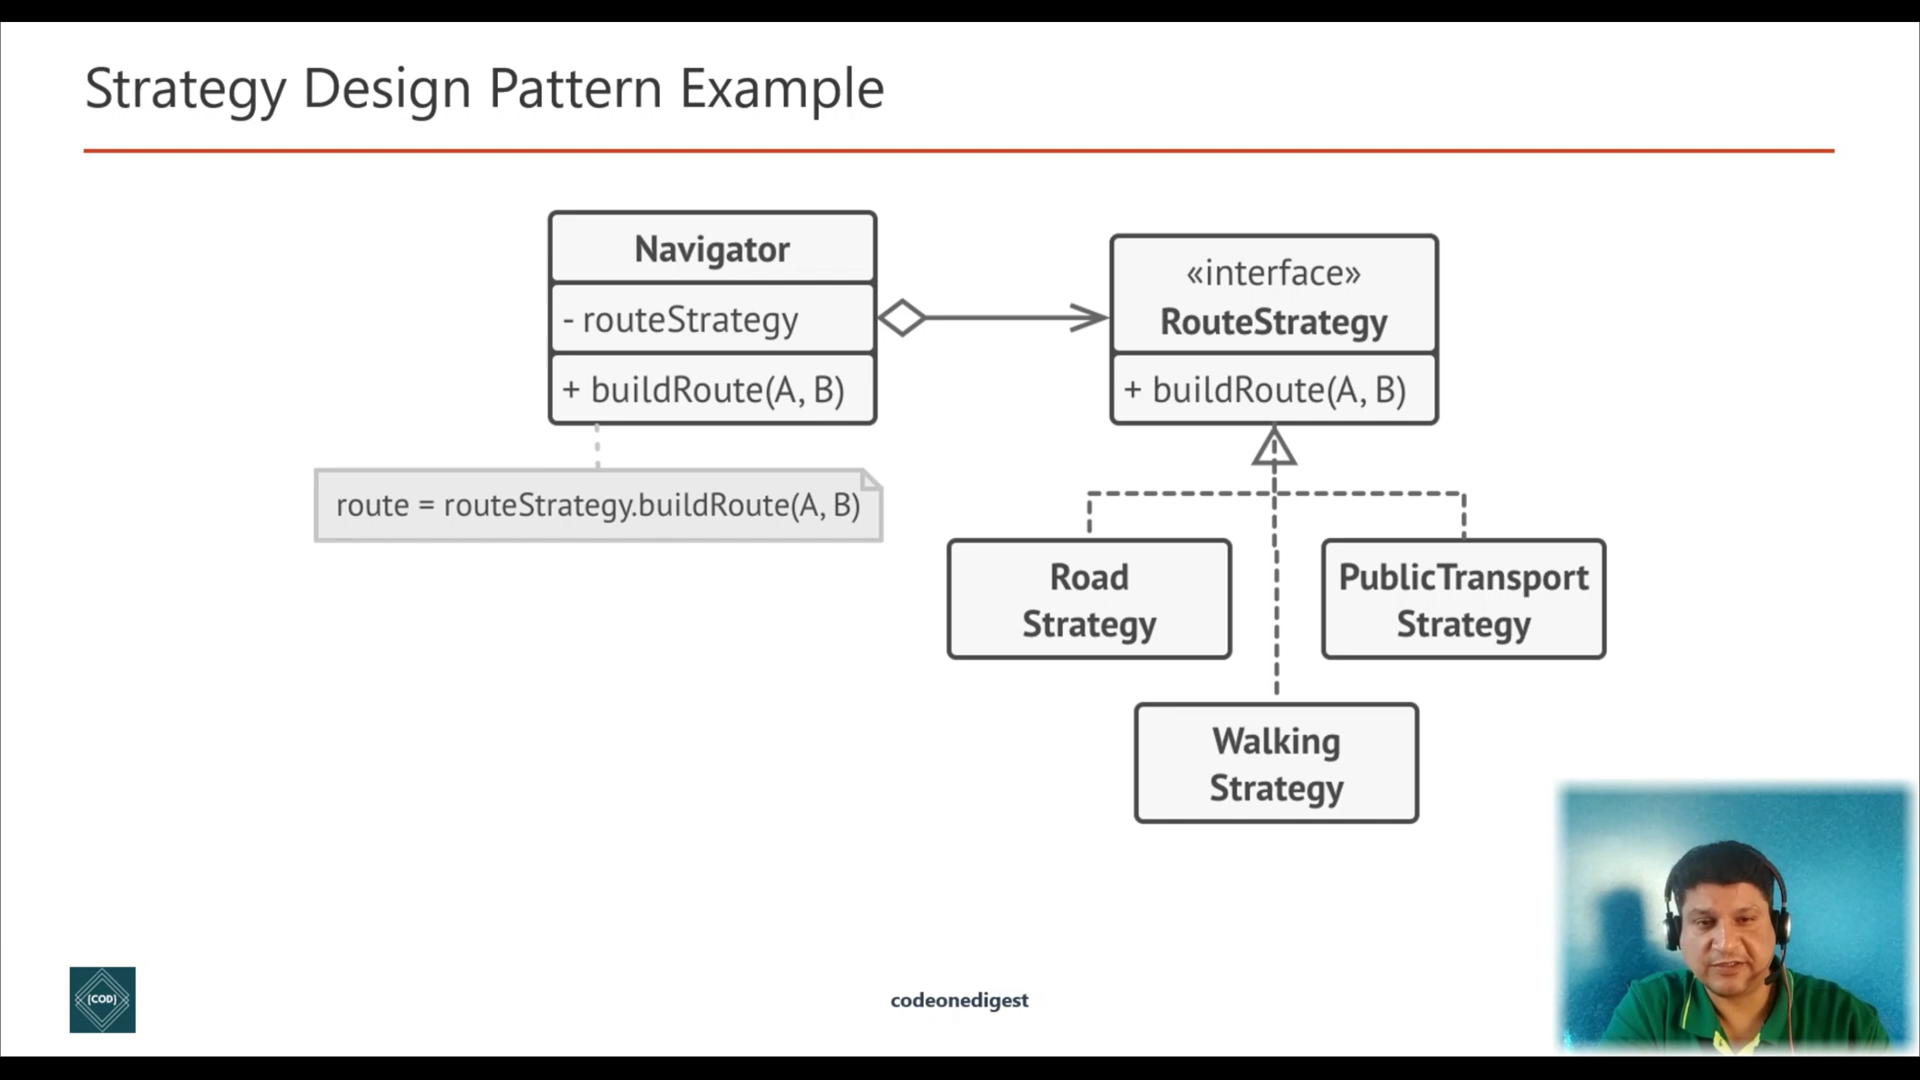 Strategy Design Pattern Example
Navigator
- routeStrategy
+ buildRoute(A, B)
route = routeStrategy.buildRoute(A, B)
«interface»
RouteStrategy
+ buildRoute(A, B)
Road
Strategy
PublicTransport
Strategy
Walking
Strategy
{COD}
codeonedigest